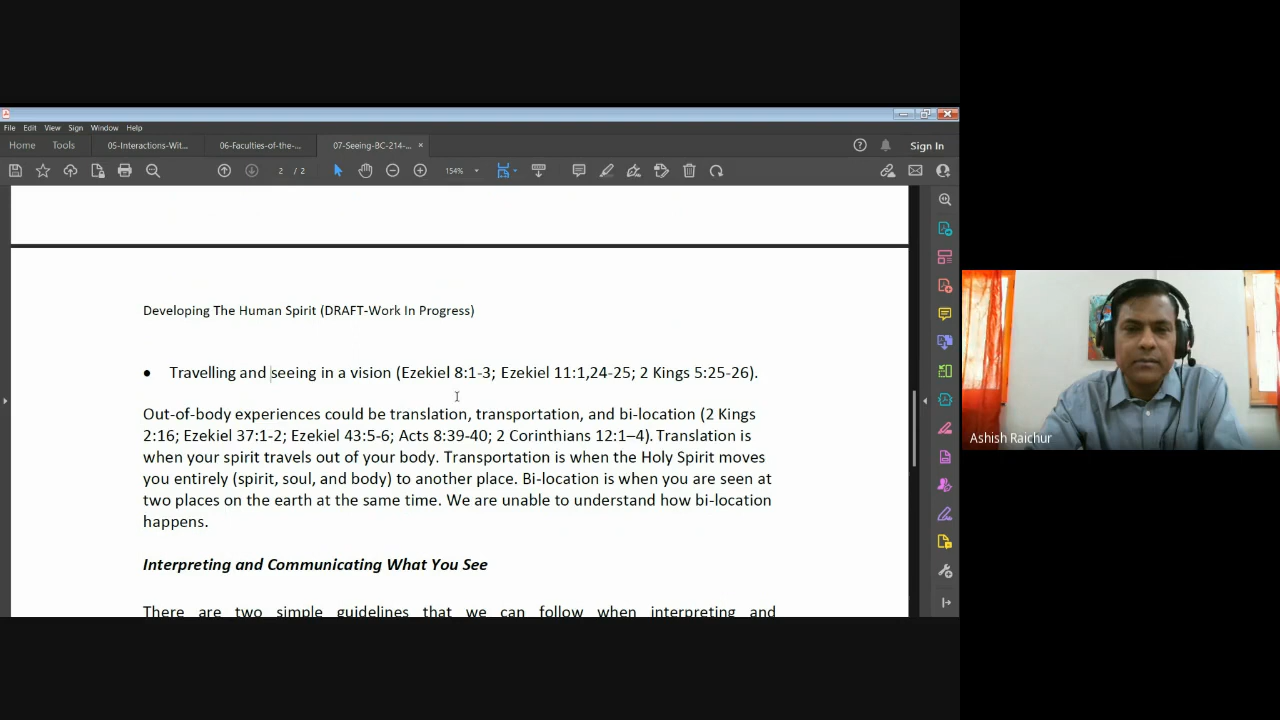 File Edit View Sign Window Help
Home Tools 05-Interactions-Wit... 06-Faculties-of-the-... 07-Seeing-BC-214-... × Sign In
2 / 2 154%
Developing The Human Spirit (DRAFT-Work In Progress)
• Travelling and seeing in a vision (Ezekiel 8:1-3; Ezekiel 11:1,24-25; 2 Kings 5:25-26).
Out-of-body experiences could be translation, transportation, and bi-location (2 Kings
2:16; Ezekiel 37:1-2; Ezekiel 43:5-6; Acts 8:39-40; 2 Corinthians 12:1–4). Translation is
when your spirit travels out of your body. Transportation is when the Holy Spirit moves
you entirely (spirit, soul, and body) to another place. Bi-location is when you are seen at
two places on the earth at the same time. We are unable to understand how bi-location
happens.
Interpreting and Communicating What You See
There are two simple guidelines that we can follow when interpreting and
Ashish Raichur